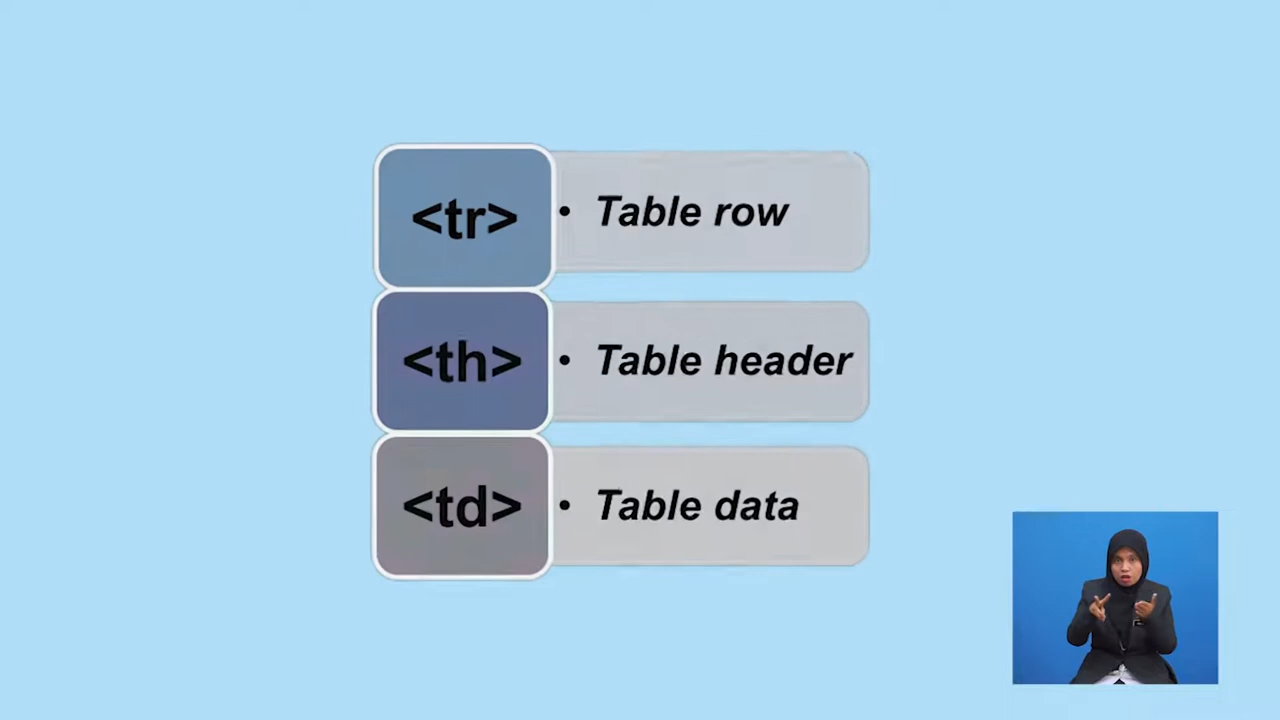 <tr>
• Table row
<th>
• Table header
<td>
• Table data